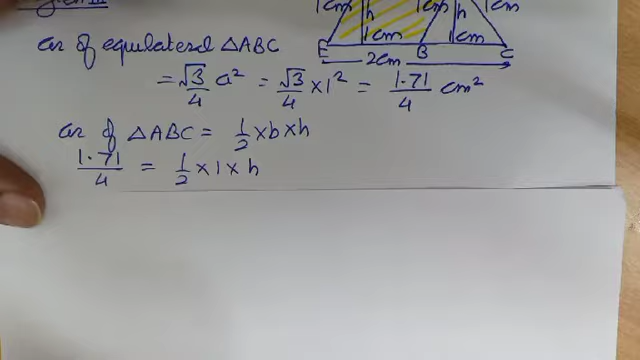 1cm h 1cm h 1cm
1cm 1cm
E B C
2cm
ar of equilateral △ABC
= √3/4 a² = √3/4 × 1² = 1.71/4 cm²
ar of △ABC = 1/2 × b × h
1.71/4 = 1/2 × 1 × h